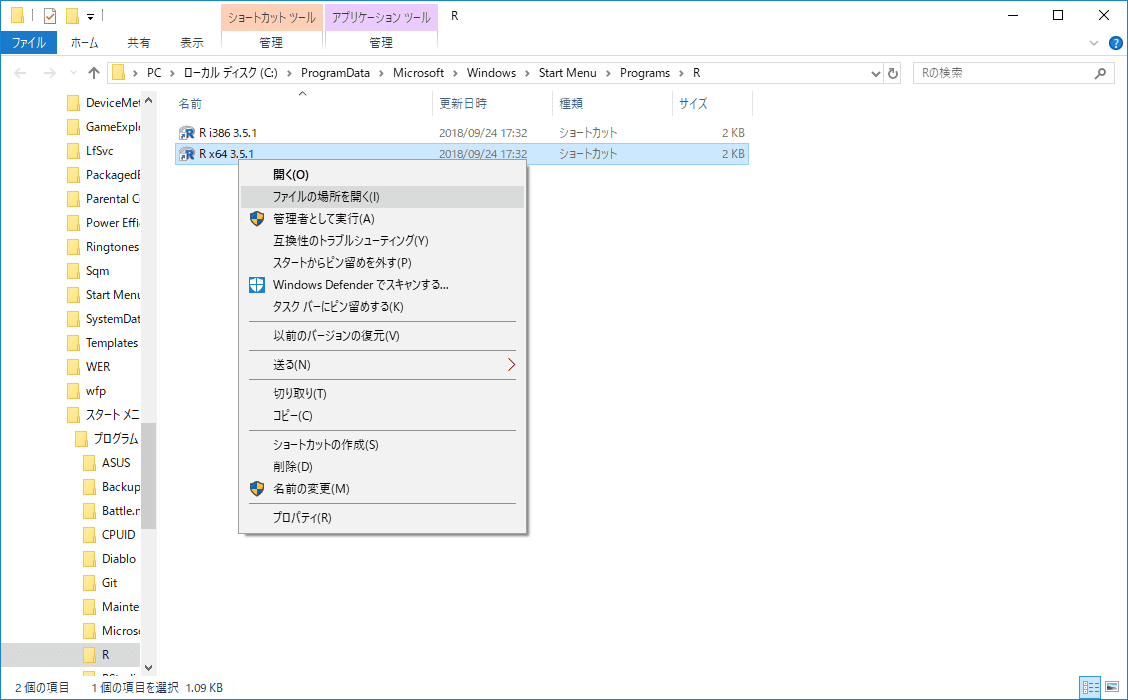 ショートカット ツール
アプリケーション ツール
R
ファイル
ホーム
共有
表示
管理
管理
PC > ローカル ディスク (C:) > ProgramData > Microsoft > Windows > Start Menu > Programs > R
Rの検索
名前
更新日時
種類
サイズ
R i386 3.5.1
2018/09/24 17:32
ショートカット
2 KB
R x64 3.5.1
2018/09/24 17:32
ショートカット
2 KB
DeviceMet
GameExplo
LfSvc
PackagedE
Parental C
Power Effi
Ringtones
Sqm
Start Menu
SystemDat
Templates
WER
wfp
スタート メニ
プログラム
ASUS
Backup
Battle.n
CPUID
Diablo
Git
Mainte
Microso
R
開く(O)
ファイルの場所を開く(I)
管理者として実行(A)
互換性のトラブルシューティング(Y)
スタートからピン留めを外す(P)
Windows Defender でスキャンする...
タスク バーにピン留めする(K)
以前のバージョンの復元(V)
送る(N)
切り取り(T)
コピー(C)
ショートカットの作成(S)
削除(D)
名前の変更(M)
プロパティ(R)
2 個の項目
1 個の項目を選択 1.09 KB